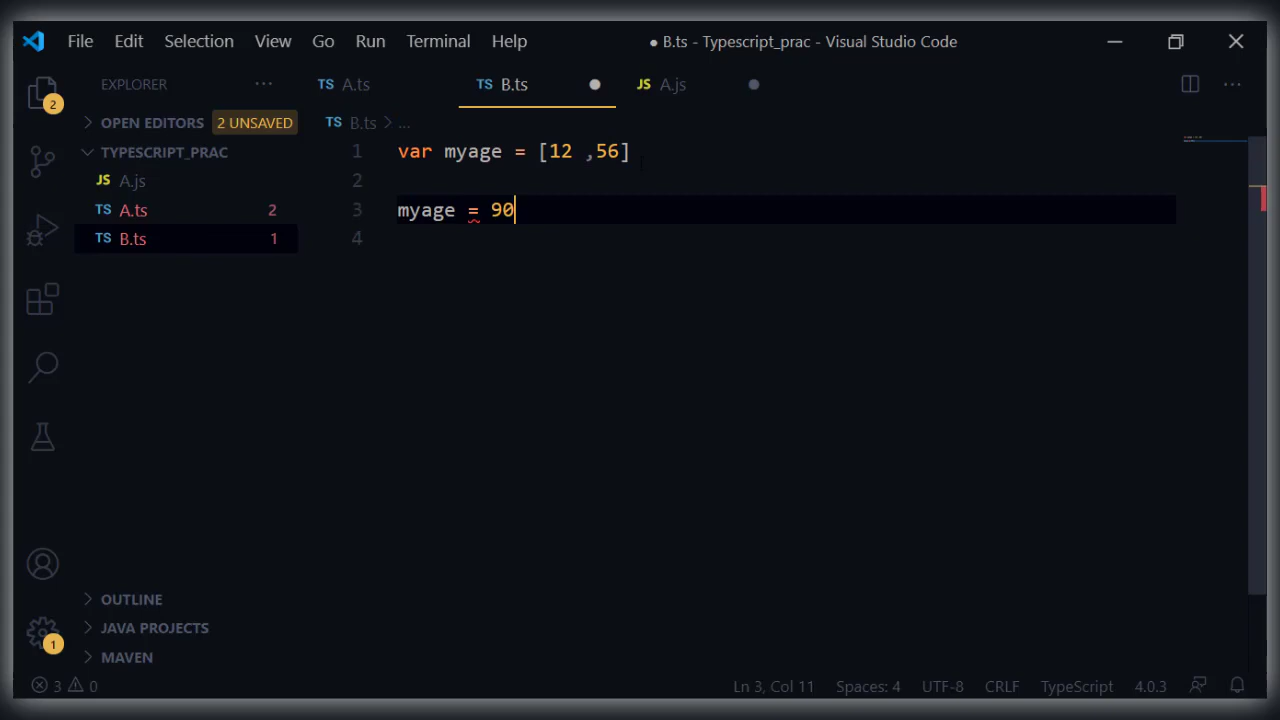 File Edit Selection View Go Run Terminal Help ● B.ts - Typescript_prac - Visual Studio Code
EXPLORER ··· TS A.ts TS B.ts JS A.js ···
2
OPEN EDITORS 2 UNSAVED TS B.ts > ...
TYPESCRIPT_PRAC 1 var myage = [12 ,56]
JS A.js 2
TS A.ts 2 3 myage = 90
TS B.ts 1 4
OUTLINE
JAVA PROJECTS
1
MAVEN
3 0 Ln 3, Col 11 Spaces: 4 UTF-8 CRLF TypeScript 4.0.3